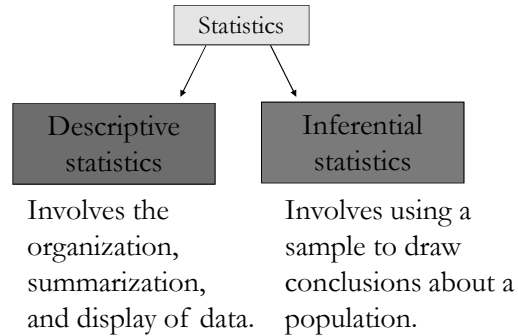 Statistics
Descriptive
statistics
Involves the
organization,
summarization,
and display of data.
Inferential
statistics
Involves using a
sample to draw
conclusions about a
population.